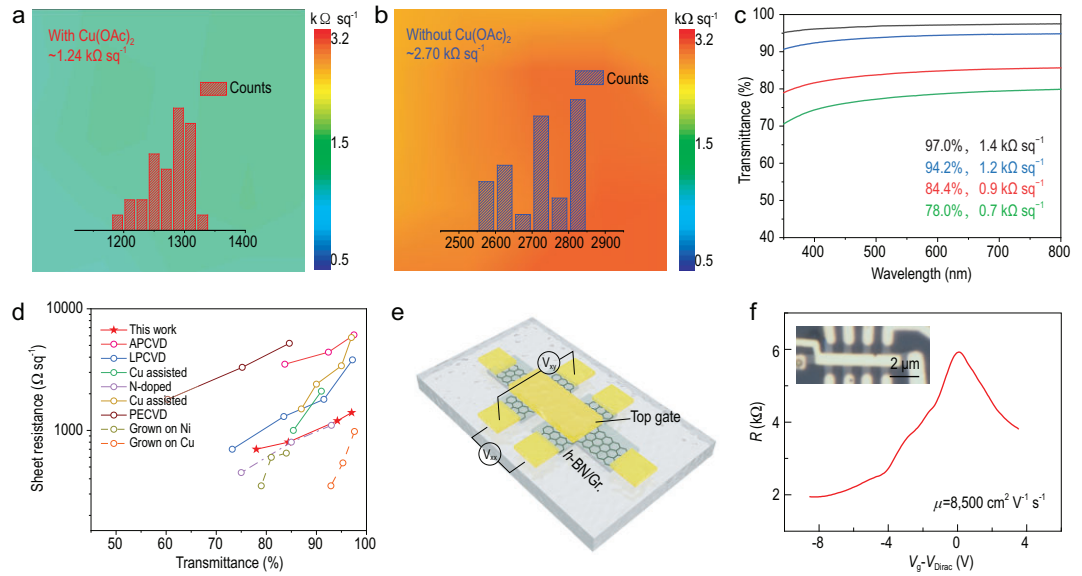 a
With Cu(OAc)₂
~1.24 kΩ sq⁻¹
Counts
1200 1300 1400
k Ω sq⁻¹
3.2
1.5
0.5
b
Without Cu(OAc)₂
~2.70 kΩ sq⁻¹
Counts
2500 2600 2700 2800 2900
kΩ sq⁻¹
3.2
1.5
0.5
c
Transmittance (%)
100
90
80
70
60
50
40
97.0%, 1.4 kΩ sq⁻¹
94.2%, 1.2 kΩ sq⁻¹
84.4%, 0.9 kΩ sq⁻¹
78.0%, 0.7 kΩ sq⁻¹
400 500 600 700 800
Wavelength (nm)
d
Sheet resistance (Ω sq⁻¹)
10000
1000
This work
APCVD
LPCVD
Cu assisted
N-doped
Cu assisted
PECVD
Grown on Ni
Grown on Cu
50 60 70 80 90 100
Transmittance (%)
e
Vxy
Top gate
Vxx
h-BN/Gr.
f
R (kΩ)
6
4
2
2 μm
μ=8,500 cm² V⁻¹ s⁻¹
-8 -4 0 4
Vg-VDirac (V)